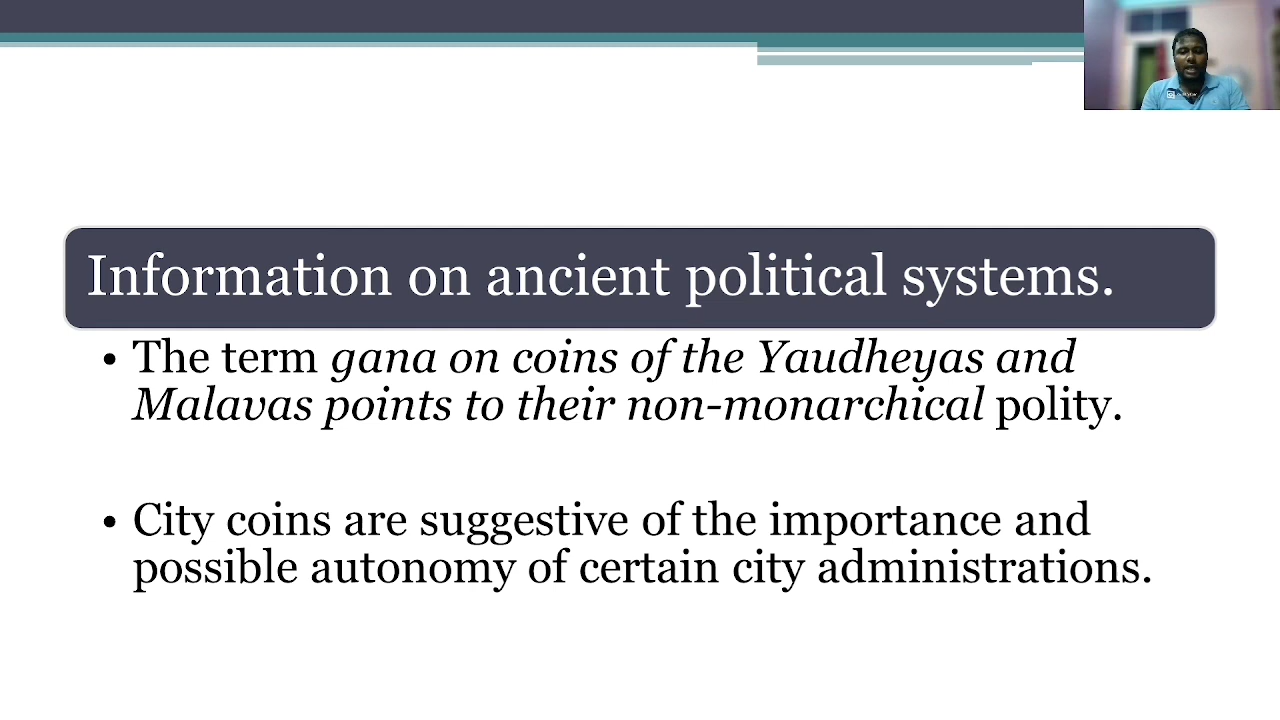 Information on ancient political systems.
• The term gana on coins of the Yaudheyas and
Malavas points to their non-monarchical polity.
• City coins are suggestive of the importance and
possible autonomy of certain city administrations.